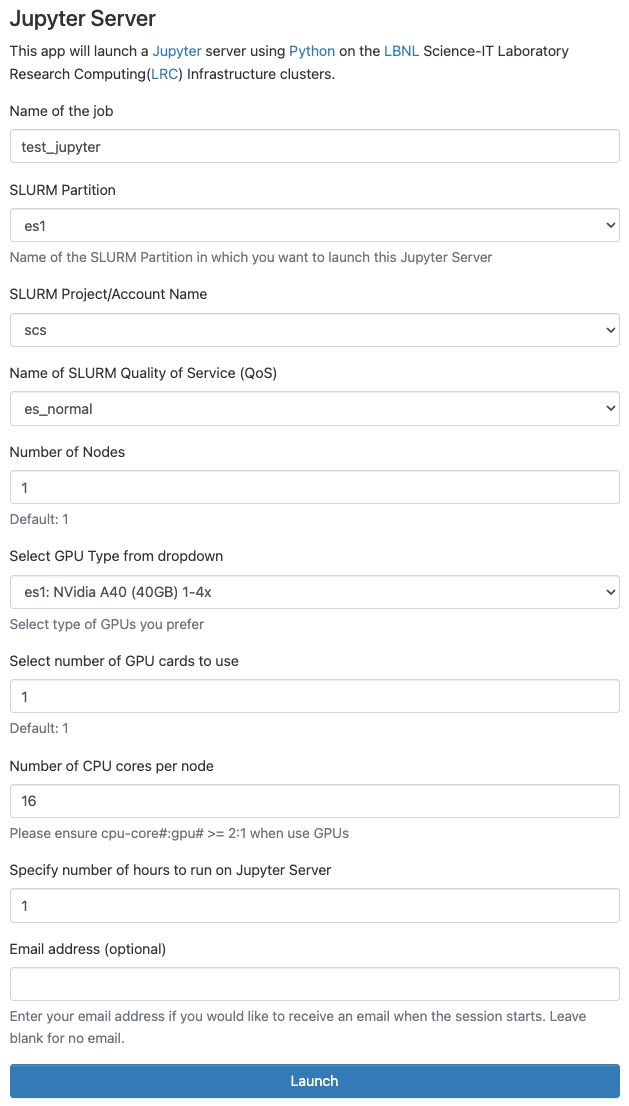 Jupyter Server
This app will launch a Jupyter server using Python on the LBNL Science-IT Laboratory
Research Computing(LRC) Infrastructure clusters.
Name of the job
test_jupyter
SLURM Partition
es1
Name of the SLURM Partition in which you want to launch this Jupyter Server
SLURM Project/Account Name
scs
Name of SLURM Quality of Service (QoS)
es_normal
Number of Nodes
1
Default: 1
Select GPU Type from dropdown
es1: NVidia A40 (40GB) 1-4x
Select type of GPUs you prefer
Select number of GPU cards to use
1
Default: 1
Number of CPU cores per node
16
Please ensure cpu-core#:gpu# >= 2:1 when use GPUs
Specify number of hours to run on Jupyter Server
1
Email address (optional)
Enter your email address if you would like to receive an email when the session starts. Leave
blank for no email.
Launch